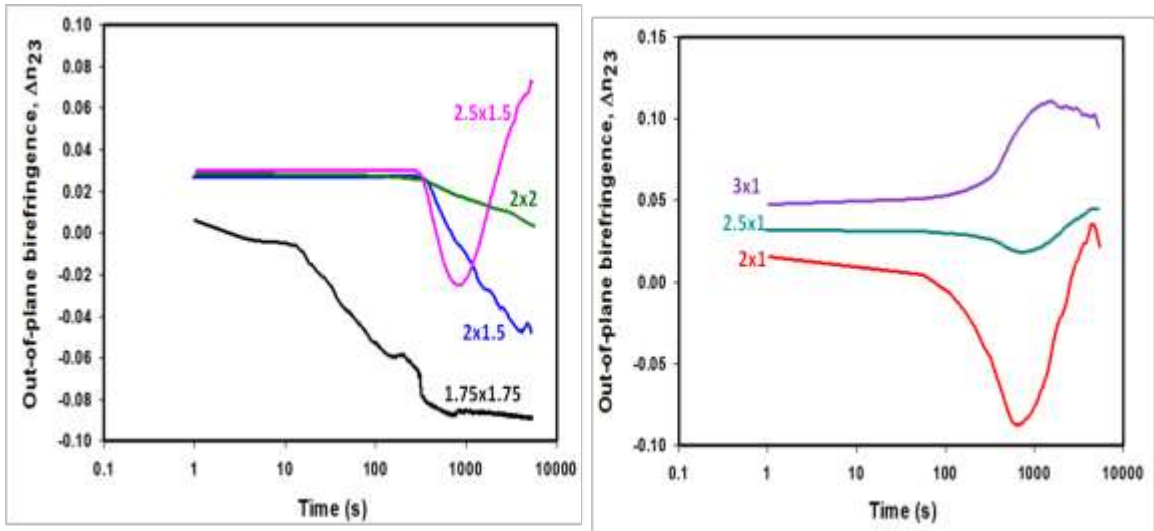 Out-of-plane birefringence, Δn23
0.10
0.08
0.06
0.04
0.02
0.00
-0.02
-0.04
-0.06
-0.08
-0.10
2.5x1.5
2x2
2x1.5
1.75x1.75
0.1 1 10 100 1000 10000
Time (s)
Out-of-plane birefringence, Δn23
0.15
0.10
0.05
0.00
-0.05
-0.10
3x1
2.5x1
2x1
0.1 1 10 100 1000 10000
Time (s)